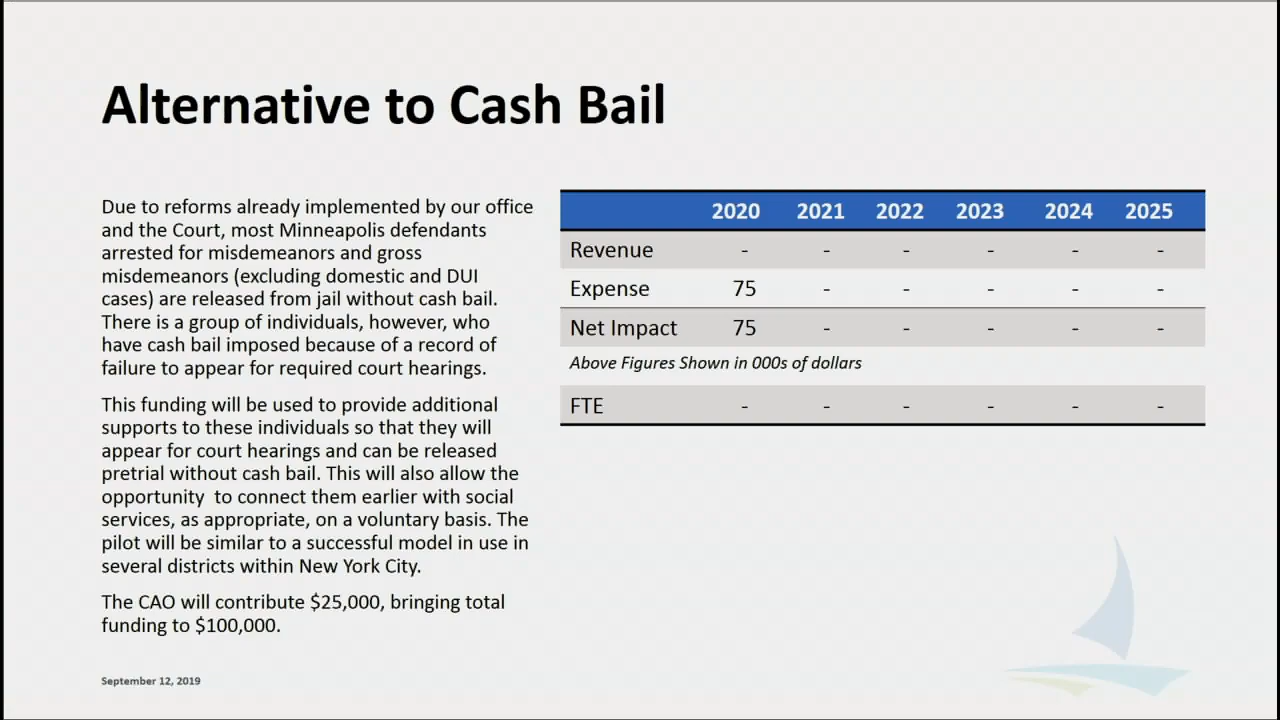 Alternative to Cash Bail
Due to reforms already implemented by our office
and the Court, most Minneapolis defendants
arrested for misdemeanors and gross
misdemeanors (excluding domestic and DUI
cases) are released from jail without cash bail.
There is a group of individuals, however, who
have cash bail imposed because of a record of
failure to appear for required court hearings.
This funding will be used to provide additional
supports to these individuals so that they will
appear for court hearings and can be released
pretrial without cash bail. This will also allow the
opportunity  to connect them earlier with social
services, as appropriate, on a voluntary basis. The
pilot will be similar to a successful model in use in
several districts within New York City.
The CAO will contribute $25,000, bringing total
funding to $100,000.
2020 2021 2022 2023 2024 2025
Revenue - - - - - -
Expense 75 - - - - -
Net Impact 75 - - - - -
Above Figures Shown in 000s of dollars
FTE - - - - - -
September 12, 2019